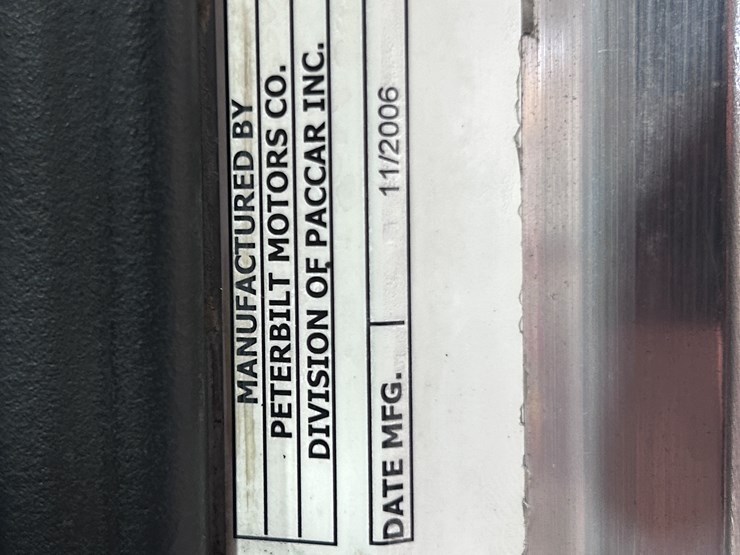 MANUFACTURED BY
PETERBILT MOTORS CO.
DIVISION OF PACCAR INC.
DATE MFG. 11/2006